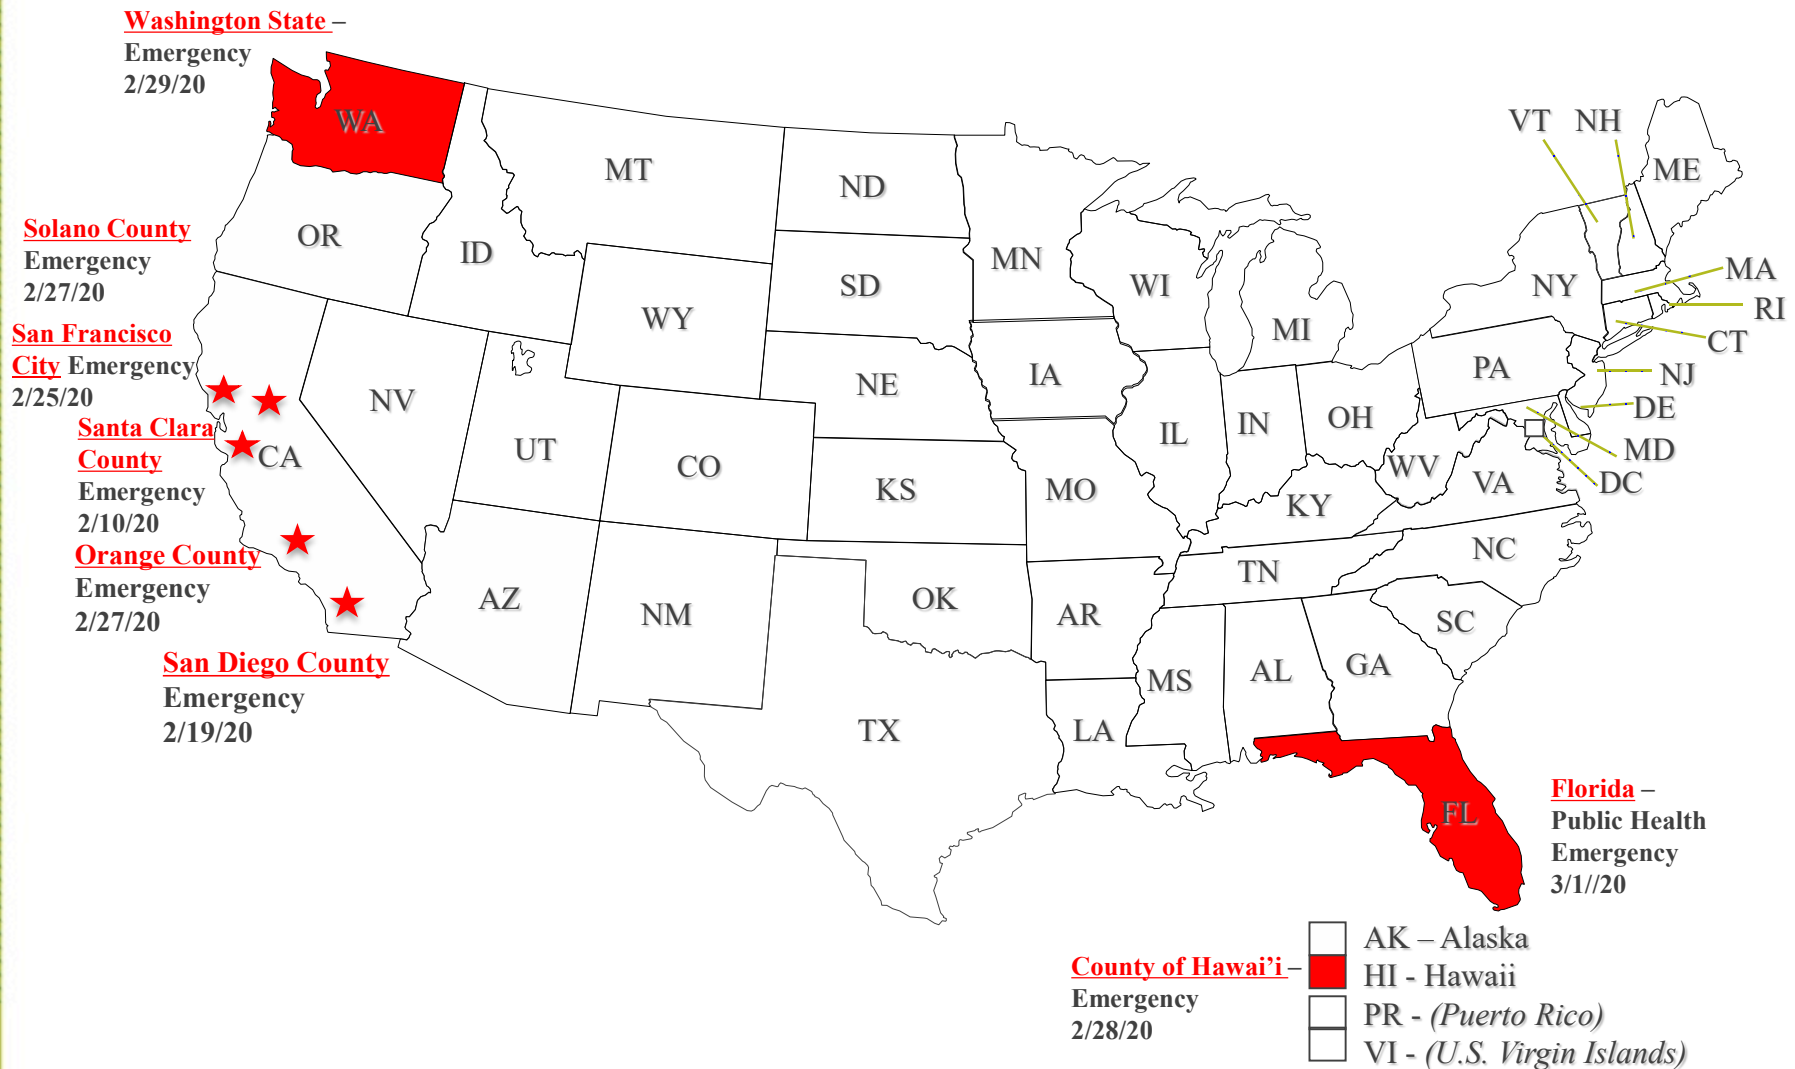 Washington State –
Emergency
2/29/20
Solano County
Emergency
2/27/20
San Francisco
City Emergency
2/25/20
Santa Clara
County
Emergency
2/10/20
Orange County
Emergency
2/27/20
San Diego County
Emergency
2/19/20
WA
OR
ID
MT
ND
SD
MN
WI
MI
WY
NE
IA
NV
UT
CO
KS
MO
IL
IN
OH
CA
AZ
NM
OK
AR
TX
LA
MS
AL
GA
FL
SC
NC
TN
KY
WV
VA
PA
NY
VT
NH
ME
MA
RI
CT
NJ
DE
MD
DC
Florida –
Public Health
Emergency
3/1//20
County of Hawai’i –
Emergency
2/28/20
AK – Alaska
HI - Hawaii
PR - (Puerto Rico)
VI - (U.S. Virgin Islands)